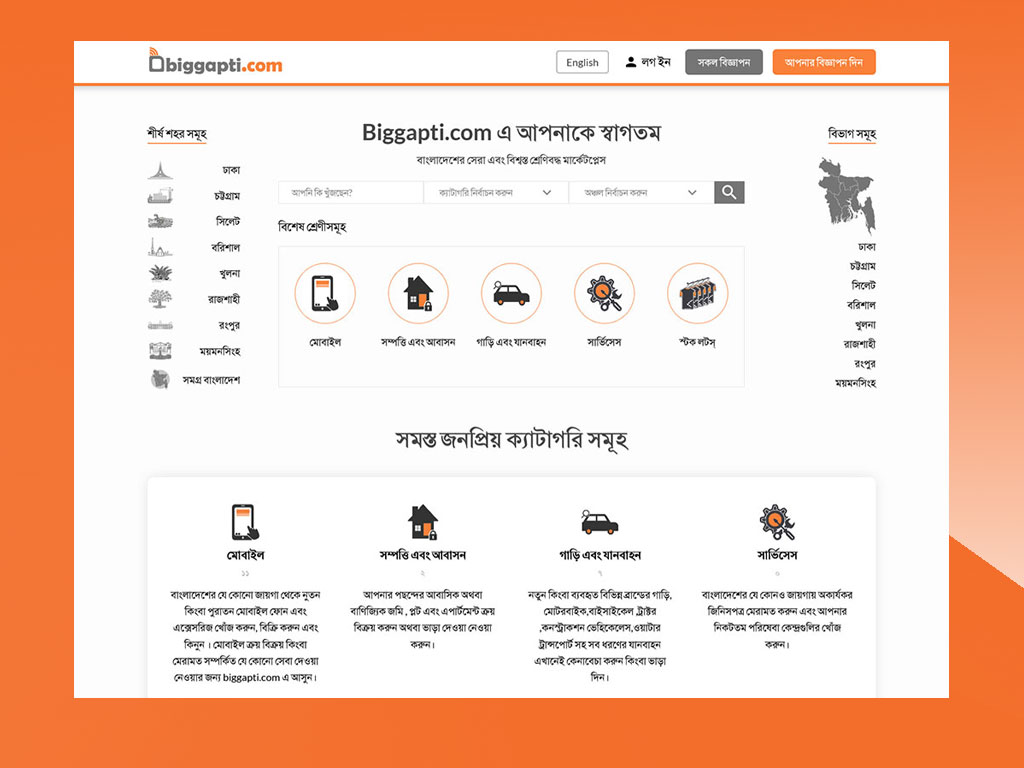 biggapti.com
English
লগ ইন
সকল বিজ্ঞাপন
আপনার বিজ্ঞাপন দিন
শীর্ষ শহর সমূহ
ঢাকা
চট্টগ্রাম
সিলেট
বরিশাল
খুলনা
রাজশাহী
রংপুর
ময়মনসিংহ
সমগ্র বাংলাদেশ
Biggapti.com এ আপনাকে স্বাগতম
বাংলাদেশের সেরা এবং বিশ্বস্ত শ্রেণিবদ্ধ মার্কেটপ্লেস
আপনি কি খুঁজছেন?
ক্যাটাগরি নির্বাচন করুন
অঞ্চল নির্বাচন করুন
বিশেষ শ্রেণীসমূহ
মোবাইল
সম্পত্তি এবং আবাসন
গাড়ি এবং যানবাহন
সার্ভিসেস
স্টক লটস্
বিভাগ সমূহ
ঢাকা
চট্টগ্রাম
সিলেট
বরিশাল
খুলনা
রাজশাহী
রংপুর
ময়মনসিংহ
সমস্ত জনপ্রিয় ক্যাটাগরি সমূহ
মোবাইল
১১
বাংলাদেশের যে কোনো জায়গা থেকে নুতন
কিংবা পুরাতন মোবাইল ফোন এবং
এক্সেসরিজ খোঁজ করুন, বিক্রি করুন এবং
কিনুন । মোবাইল ক্রয় বিক্রয় কিংবা
মেরামত সম্পর্কিত যে কোনো সেবা দেওয়া
নেওয়ার জন্য biggapti.com এ আসুন।
সম্পত্তি এবং আবাসন
২
আপনার পছন্দের আবাসিক অথবা
বাণিজ্যিক জমি , প্লট এবং এপার্টমেন্ট ক্রয়
বিক্রয় করুন অথবা ভাড়া দেওয়া নেওয়া
করুন।
গাড়ি এবং যানবাহন
৭
নতুন কিংবা ব্যবহৃত বিভিন্ন ব্রান্ডের গাড়ি,
মোটরবাইক,বাইসাইকেল ,ট্রাক্টর
,কনস্ট্রাকশন ভেহিকেলেস,ওয়াটার
ট্রান্সপোর্ট সহ সব ধরণের যানবাহন
এখানেই কেনাবেচা করুন কিংবা ভাড়া
দিন।
সার্ভিসেস
বাংলাদেশের যে কোনও জায়গায় অকার্যকর
জিনিসপত্র মেরামত করুন এবং আপনার
নিকটতম পরিষেবা কেন্দ্রগুলির খোঁজ
করুন।